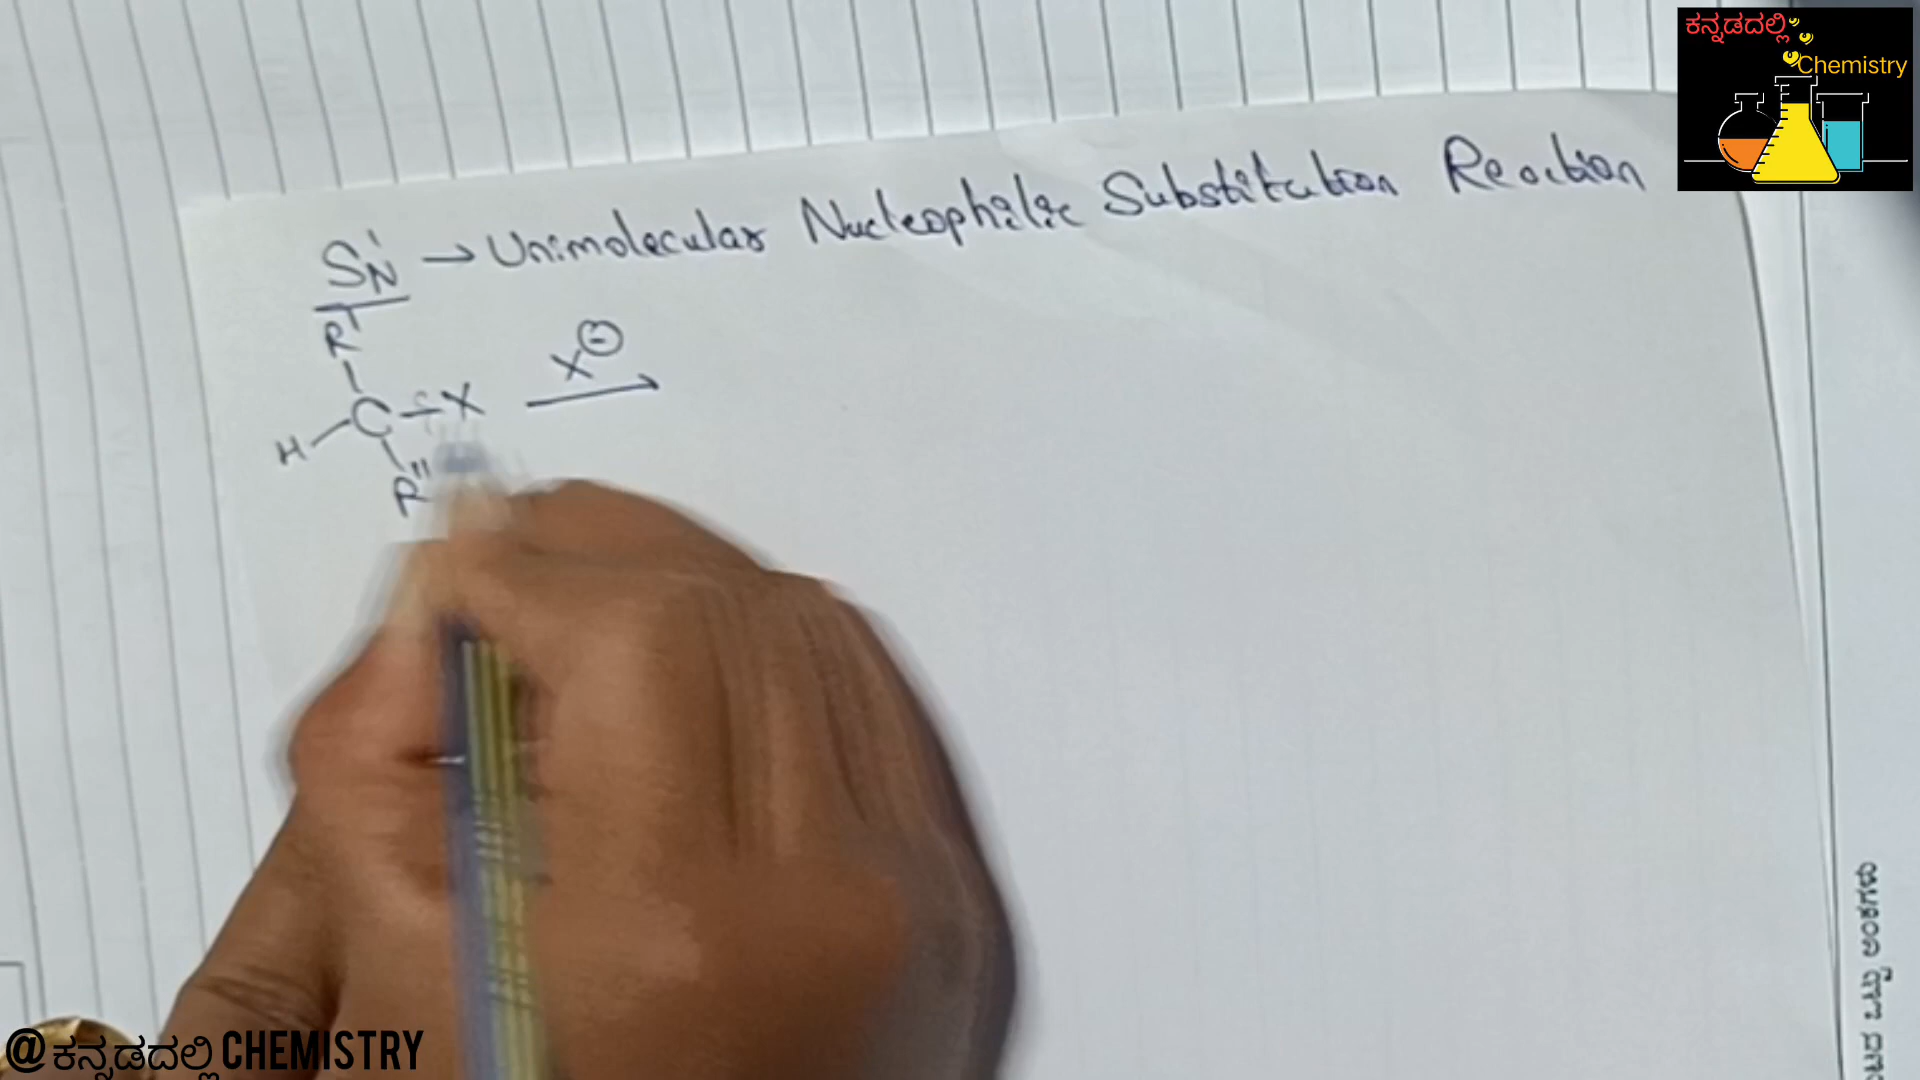 ಕನ್ನಡದಲ್ಲಿ
Chemistry
SN¹ → Unimolecular Nucleophilic Substitution Reaction
R'
X⊖
C - X
H
R"
@ಕನ್ನಡದಲ್ಲಿ CHEMISTRY